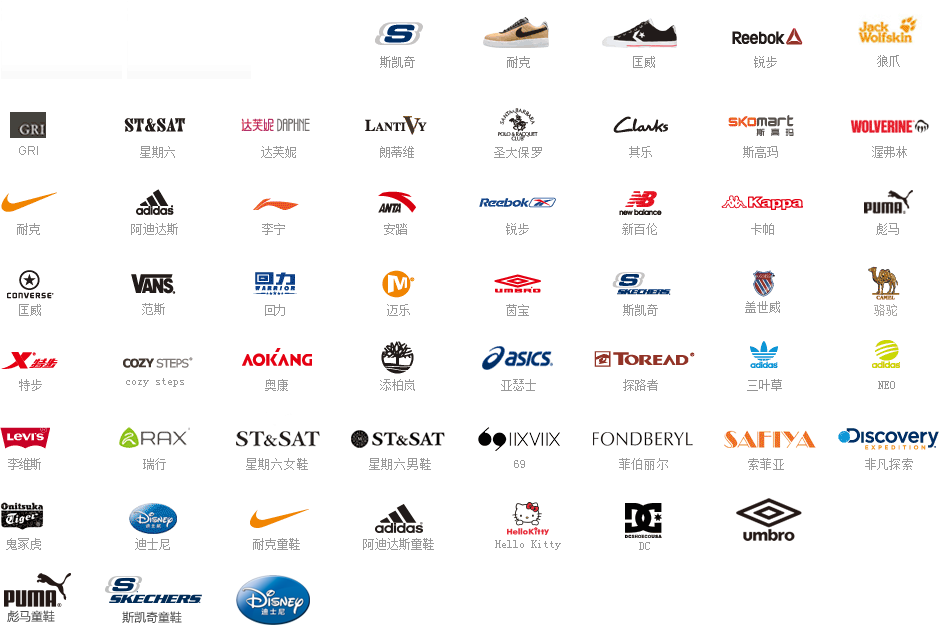 S
斯凯奇
耐克
匡威
Reebok
锐步
Jack
Wolfskin
狼爪
GRI
GRI
ST&SAT
星期六
达芙妮 DAPHNE
达芙妮
LANTIVY
朗蒂维
SANTA BARBARA
POLO & RACQUET
CLUB
圣大保罗
Clarks
其乐
SKOmart
斯高玛
斯高玛
WOLVERINE
渥弗林
耐克
adidas
阿迪达斯
李宁
ANTA
安踏
Reebok
锐步
NB
new balance
新百伦
Kappa
卡帕
PUMA
彪马
CONVERSE
匡威
VANS
范斯
回力
WARRIOR
回力
M
迈乐
umbro
茵宝
S
SKECHERS
斯凯奇
盖世威
CAMEL
骆驼
X特步
特步
COZY STEPS
cozy steps
AOKANG
奥康
添柏岚
asics
亚瑟士
TOREAD
探路者
adidas
三叶草
adidas
NEO
LEVI'S
李维斯
RAX
瑞行
ST&SAT
星期六女鞋
ST&SAT
星期六男鞋
69 IIXVIIX
69
FONDBERYL
菲伯丽尔
SAFIYA
索菲亚
Discovery
EXPEDITION
非凡探索
Onitsuka
Tiger
鬼冢虎
Disney
迪士尼
迪士尼
耐克童鞋
adidas
阿迪达斯童鞋
HelloKitty
Hello Kitty
DC
DCSHOECOUSA
DC
umbro
PUMA
彪马童鞋
S
SKECHERS
斯凯奇童鞋
Disney
迪士尼